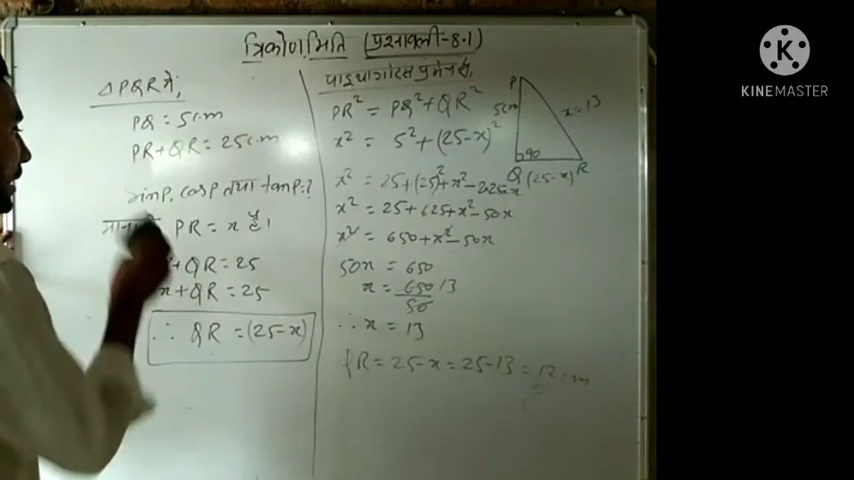 त्रिकोणमिति (प्रश्नावली-8.1)
△PQR में,
PQ = 5cm
PR+QR = 25cm
sinP, cosP तथा tanP = ?
माना PR = x है।
+QR = 25
x+QR = 25
∴ QR = (25-x)
पाइथागोरस प्रमेय से,
PR² = PQ²+QR²
x² = 5²+(25-x)²
x² = 25+(25)²+x²-2.25.x
x² = 25+625+x²-50x
x² = 650+x²-50x
50x = 650
x = 650/50 13
∴ x = 13
QR = 25-x = 25-13 = 12cm
P
5cm
x=13
90
Q (25-x) R
KINEMASTER